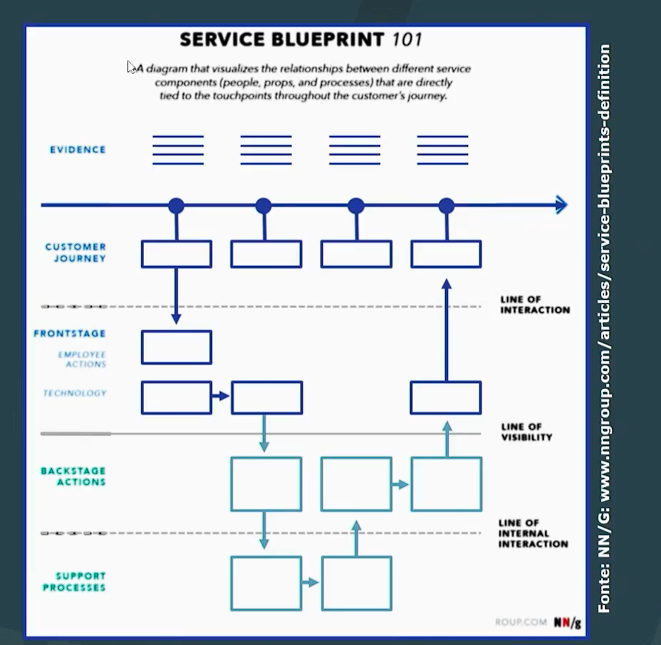 SERVICE BLUEPRINT 101
A diagram that visualizes the relationships between different service
components (people, props, and processes) that are directly
tied to the touchpoints throughout the customer's journey.
EVIDENCE
CUSTOMER
JOURNEY
LINE OF
INTERACTION
FRONTSTAGE
EMPLOYEE
ACTIONS
TECHNOLOGY
LINE OF
VISIBILITY
BACKSTAGE
ACTIONS
LINE OF
INTERNAL
INTERACTION
SUPPORT
PROCESSES
ROUP.COM NN/g
Fonte: NN/G: www.nngroup.com/articles/service-blueprints-definition